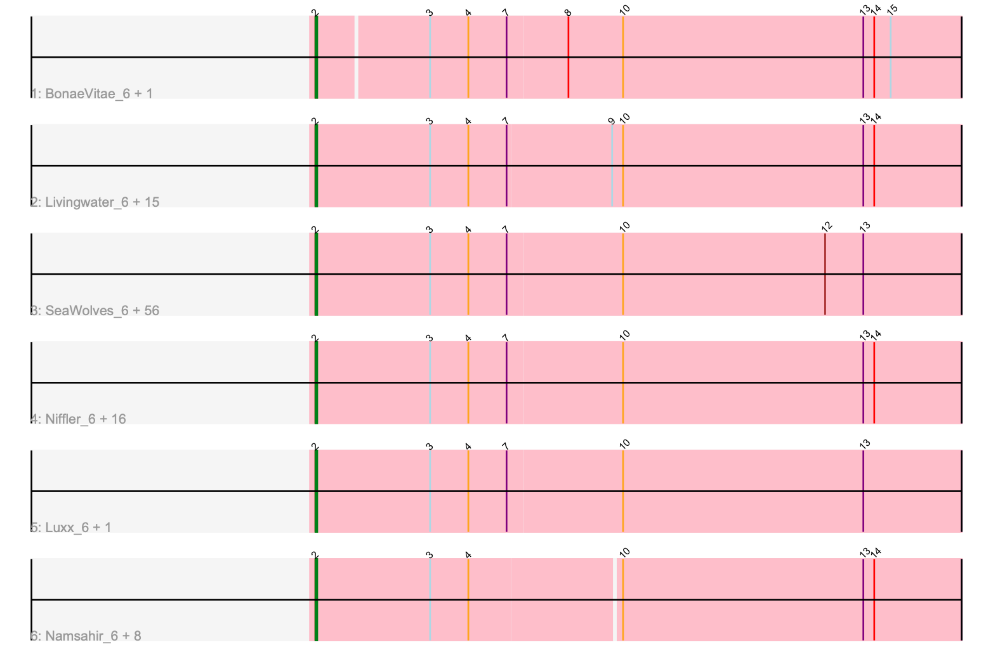 2 3 4 7 8 10 13 14 15
1: BonaeVitae_6 + 1
2 3 4 7 9 10 13 14
2: Livingwater_6 + 15
2 3 4 7 10 12 13
3: SeaWolves_6 + 56
2 3 4 7 10 13 14
4: Niffler_6 + 16
2 3 4 7 10 13
5: Luxx_6 + 1
2 3 4 10 13 14
6: Namsahir_6 + 8